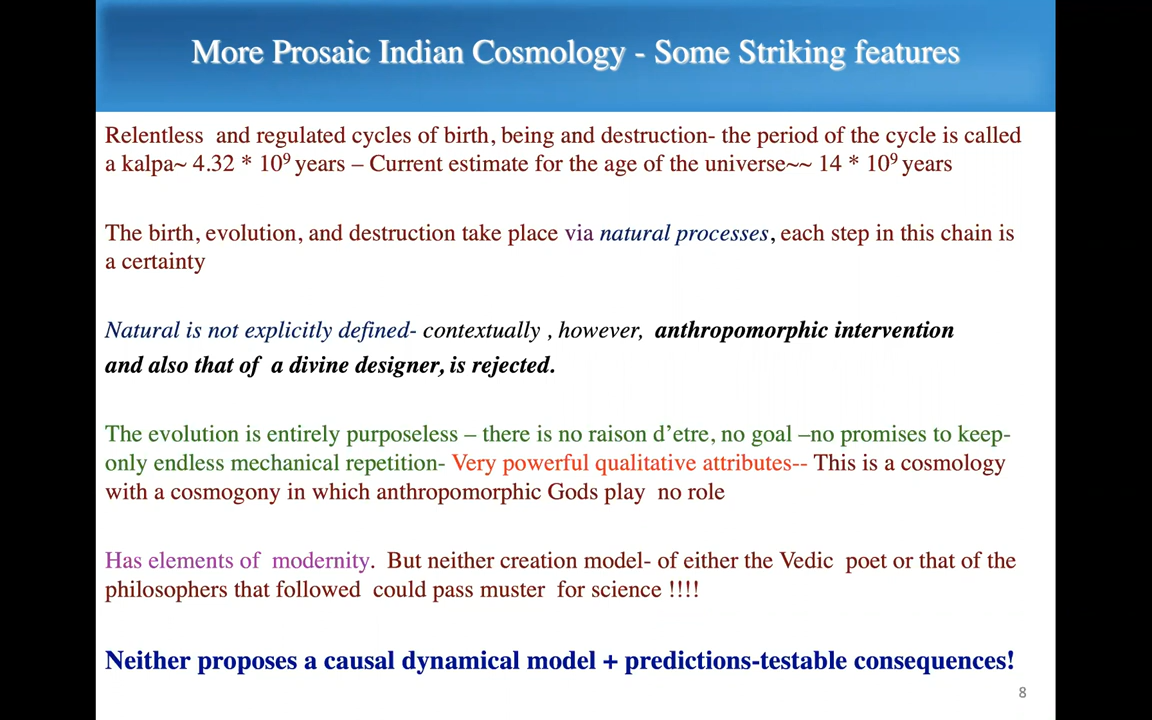 More Prosaic Indian Cosmology - Some Striking features
Relentless and regulated cycles of birth, being and destruction- the period of the cycle is called
a kalpa~ 4.32 * 10⁹ years – Current estimate for the age of the universe~~ 14 * 10⁹ years
The birth, evolution, and destruction take place via natural processes, each step in this chain is
a certainty
Natural is not explicitly defined- contextually , however, anthropomorphic intervention
and also that of a divine designer, is rejected.
The evolution is entirely purposeless – there is no raison d’etre, no goal –no promises to keep-
only endless mechanical repetition- Very powerful qualitative attributes-- This is a cosmology
with a cosmogony in which anthropomorphic Gods play no role
Has elements of modernity. But neither creation model- of either the Vedic poet or that of the
philosophers that followed could pass muster for science !!!!
Neither proposes a causal dynamical model + predictions-testable consequences!
8